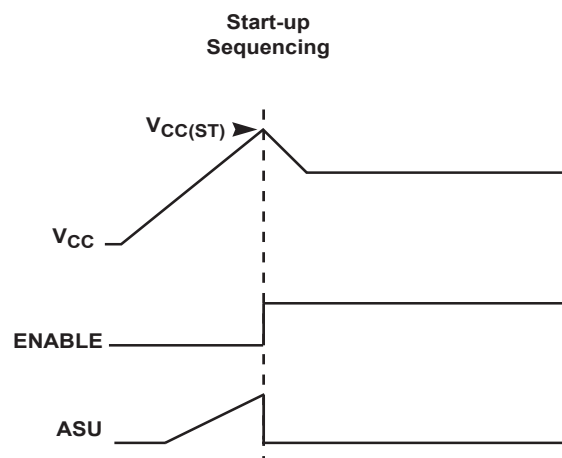 Start-up
Sequencing
VCC(ST)
VCC
ENABLE
ASU